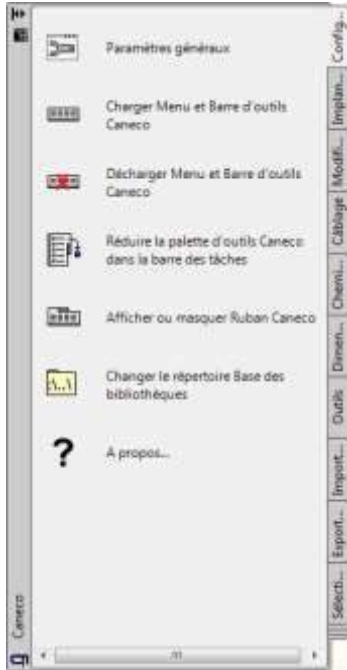 Paramètres généraux
Charger Menu et Barre d'outils
Caneco
Décharger Menu et Barre d'outils
Caneco
Réduire la palette d'outils Caneco
dans la barre des tâches
Afficher ou masquer Ruban Caneco
Changer le répertoire Base des
bibliothèques
A propos...
Config...
Implan...
Modifi...
Câblage
Chemi...
Dimen...
Outils
Import...
Export...
Sélecti...
Caneco